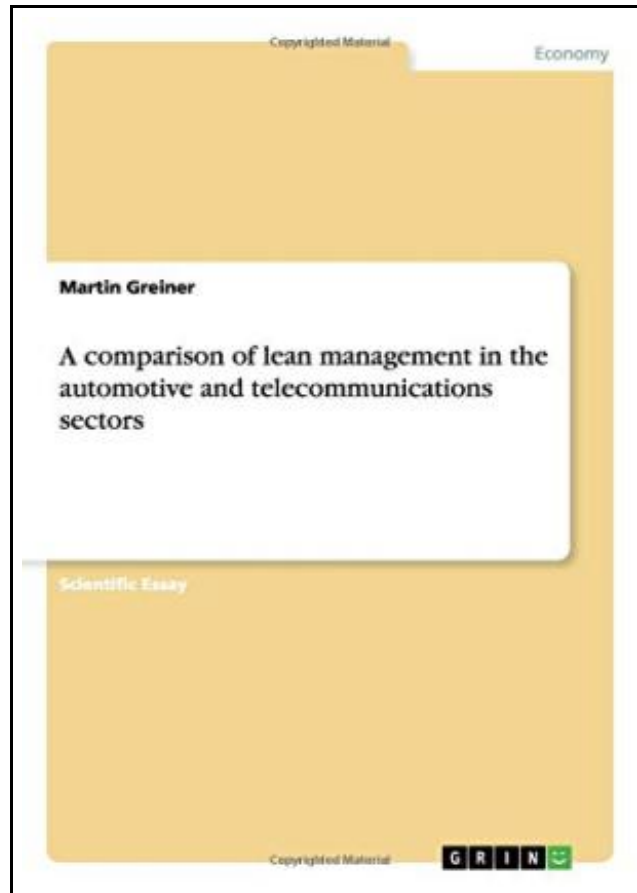 Copyrighted Material
Economy
Martin Greiner
A comparison of lean management in the
automotive and telecommunications
sectors
Scientific Essay
Copyrighted Material
GRIN